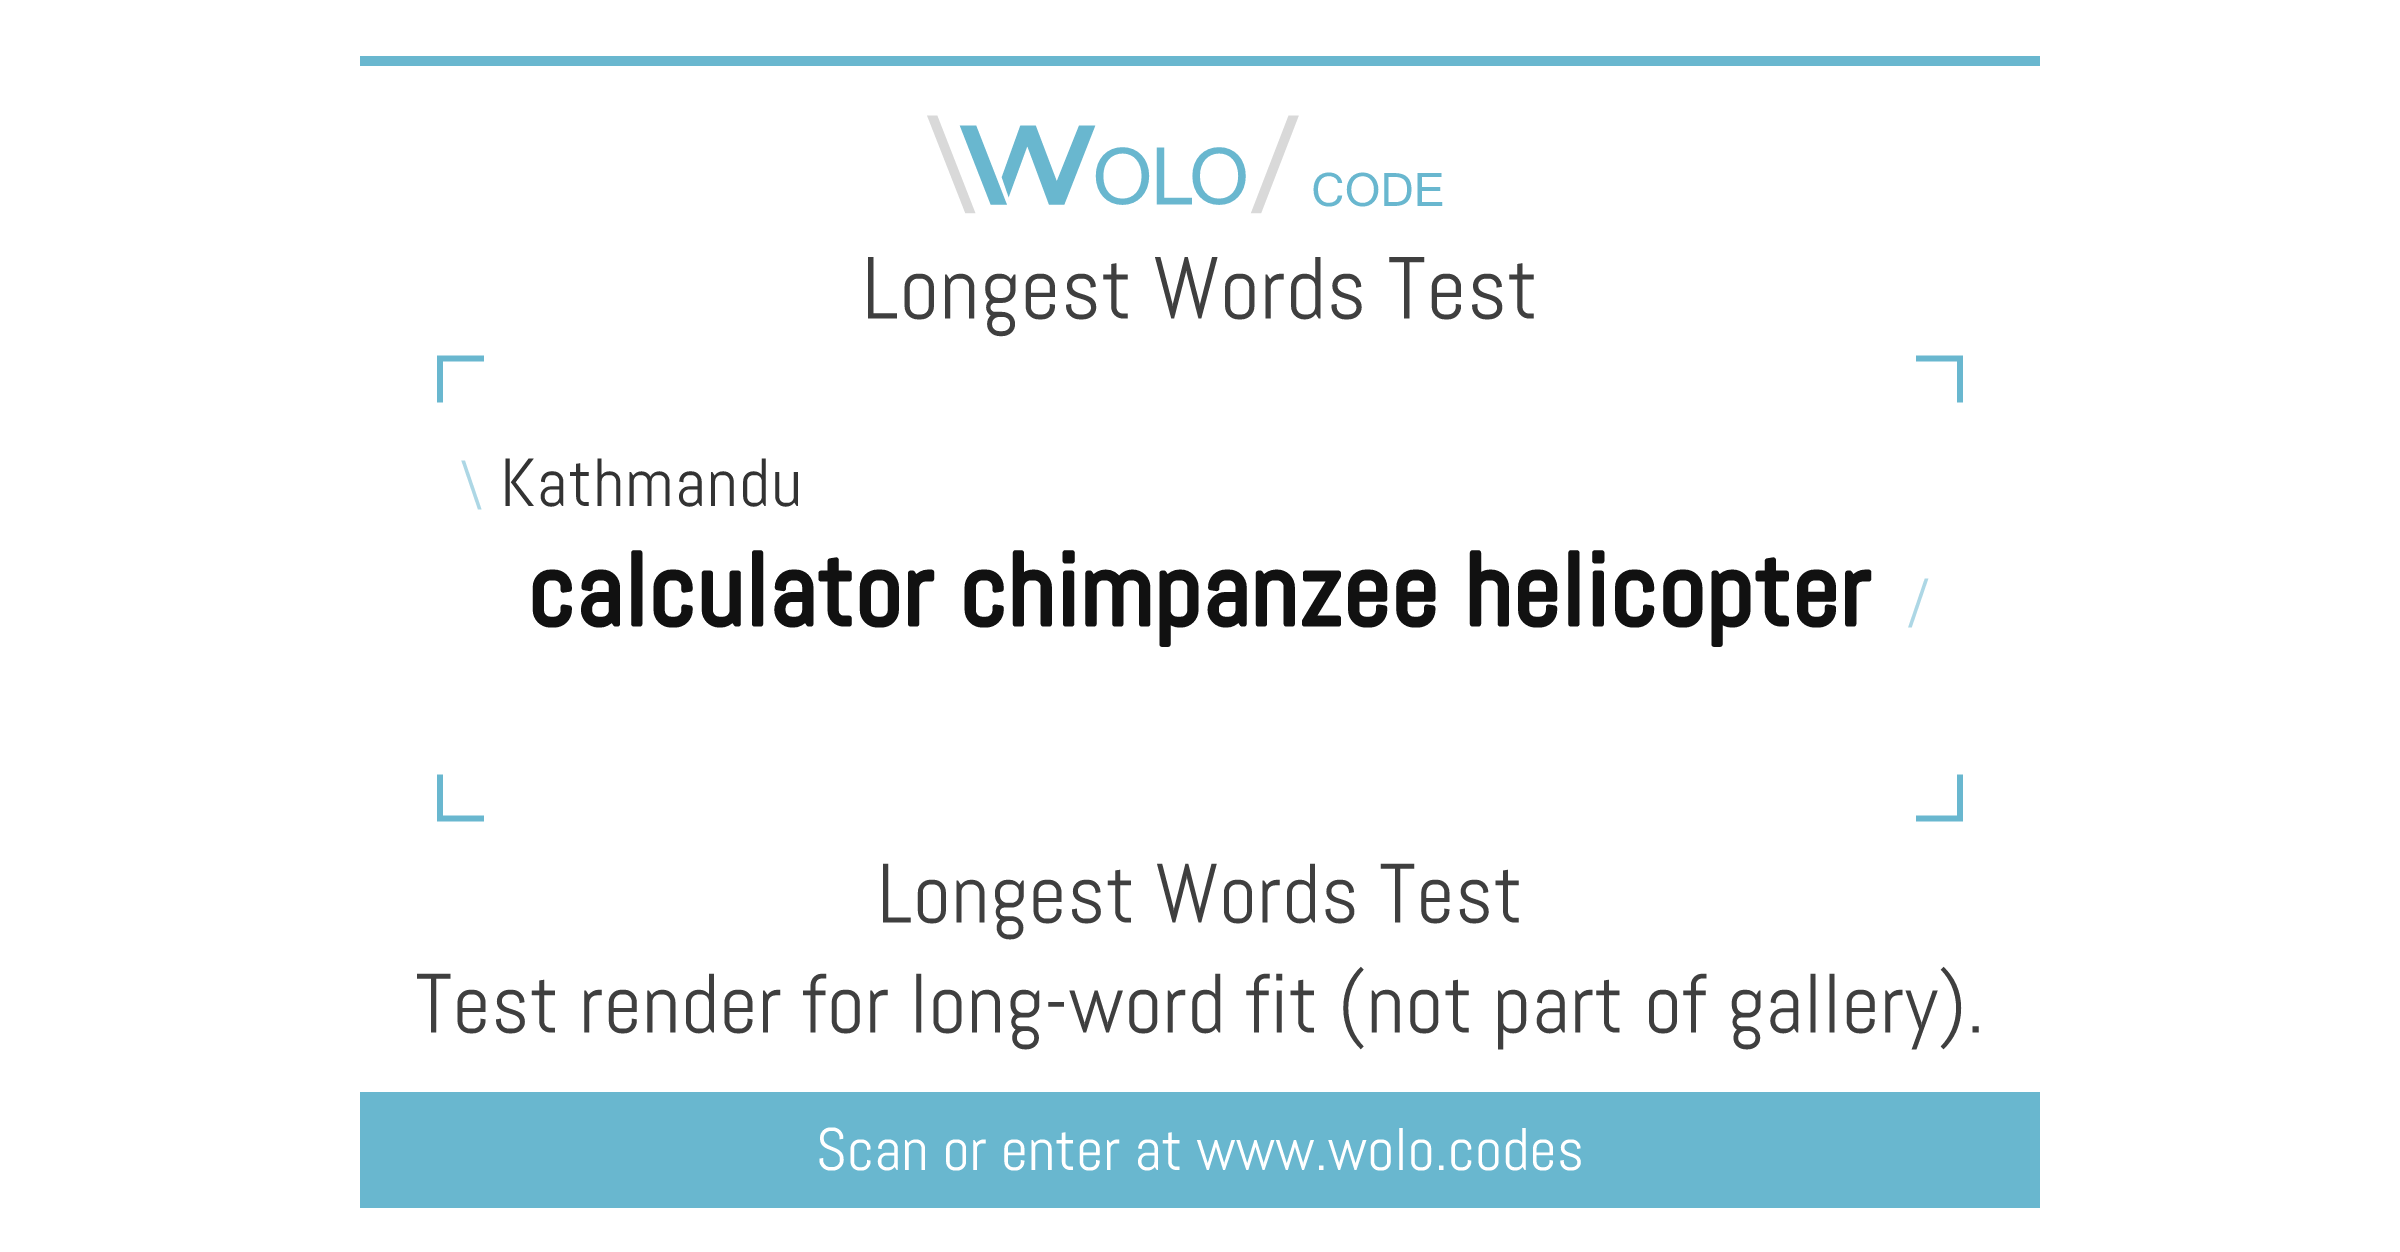 \WOLO/ CODE
Longest Words Test
\ Kathmandu
calculator chimpanzee helicopter /
Longest Words Test
Test render for long-word fit (not part of gallery).
Scan or enter at www.wolo.codes